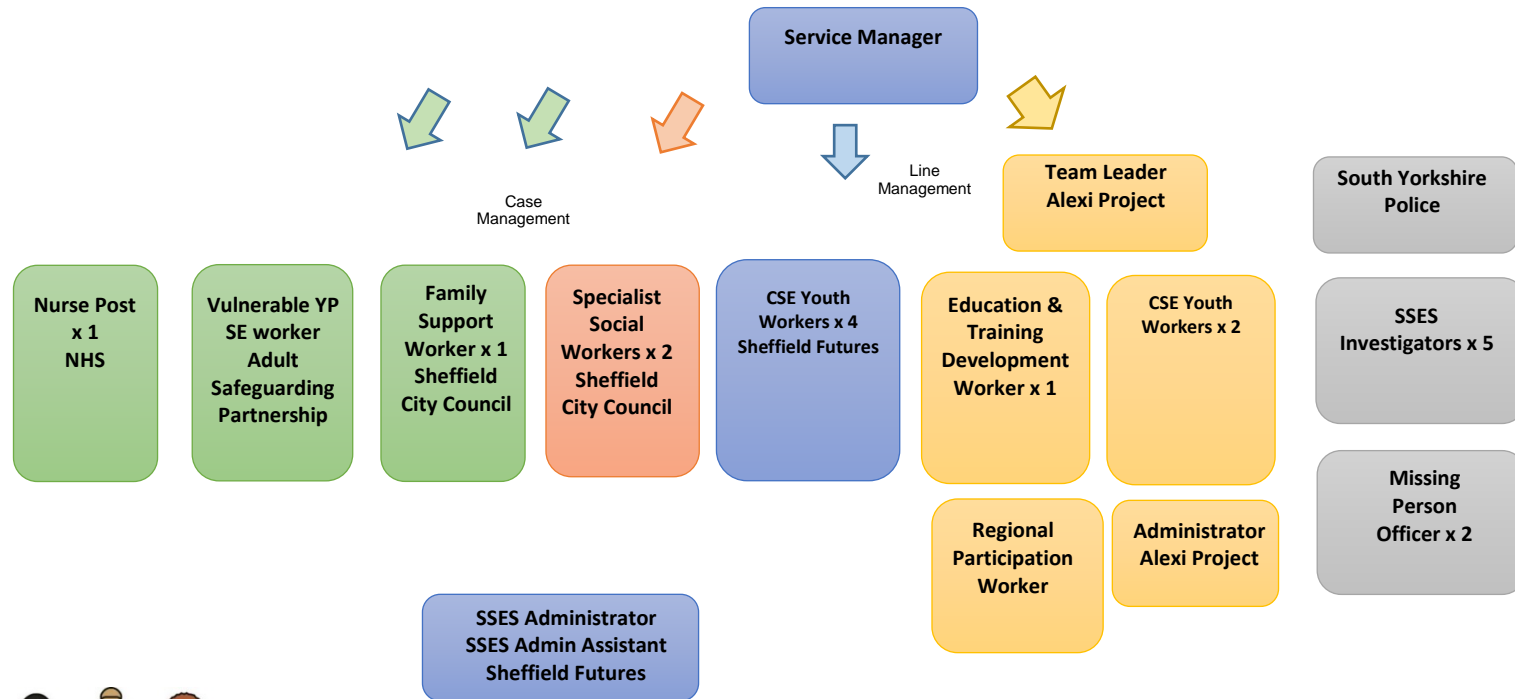 Service Manager
Case
Management
Line
Management
Team Leader
Alexi Project
South Yorkshire
Police
Nurse Post
x 1
NHS
Vulnerable YP
SE worker
Adult
Safeguarding
Partnership
Family
Support
Worker x 1
Sheffield
City Council
Specialist
Social
Workers x 2
Sheffield
City Council
CSE Youth
Workers x 4
Sheffield Futures
Education &
Training
Development
Worker x 1
CSE Youth
Workers x 2
SSES
Investigators x 5
Regional
Participation
Worker
Administrator
Alexi Project
Missing
Person
Officer x 2
SSES Administrator
SSES Admin Assistant
Sheffield Futures